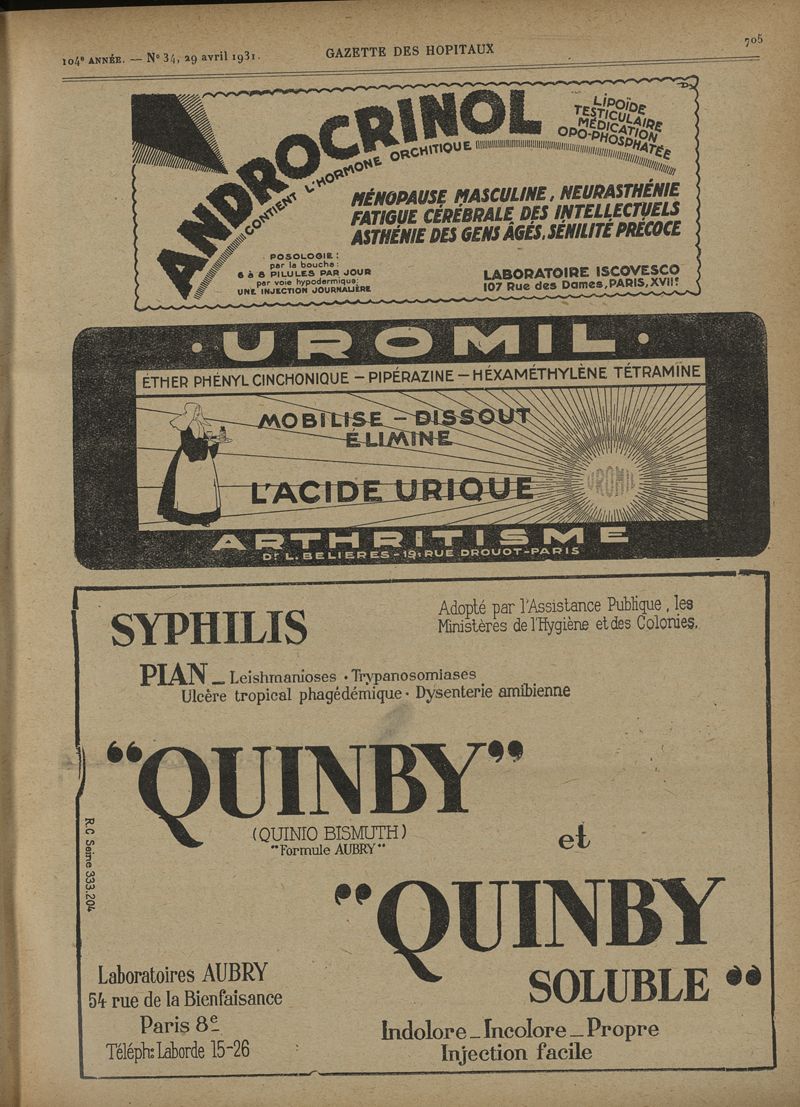 104ᵉ ANNÉE. — Nº 34, 29 avril 1931.
GAZETTE DES HOPITAUX
705
ANDROCRINOL
CONTIENT L'HORMONE ORCHITIQUE
LIPOÏDE
TESTICULAIRE
MÉDICATION
OPO-PHOSPHATÉE
MÉNOPAUSE MASCULINE, NEURASTHÉNIE
FATIGUE CÉRÉBRALE DES INTELLECTUELS
ASTHÉNIE DES GENS ÂGÉS, SÉNILITÉ PRÉCOCE
POSOLOGIE :
par la bouche :
6 à 8 PILULES PAR JOUR
par voie hypodermique:
UNE INJECTION JOURNALIÈRE
LABORATOIRE ISCOVESCO
107 Rue des Dames, PARIS, XVIIᵉ
· UROMIL ·
ÉTHER PHÉNYL CINCHONIQUE — PIPÉRAZINE — HÉXAMÉTHYLÈNE TÉTRAMINE
MOBILISE — DISSOUT
ÉLIMINE
L'ACIDE URIQUE
UROMIL
ARTHRITISME
Dr L. BELIERES - 19, RUE DROUOT - PARIS
SYPHILIS
Adopté par l'Assistance Publique, les
Ministères de l'Hygiène et des Colonies.
PIAN _ Leishmanioses · Trypanosomiases
Ulcère tropical phagédémique · Dysenterie amibienne
“QUINBY”
(QUINIO BISMUTH)
"Formule AUBRY"
et
“QUINBY
SOLUBLE ”
R.C Seine 333.204
Laboratoires AUBRY
54 rue de la Bienfaisance
Paris 8ᵉ
Téléph: Laborde 15-26
Indolore _ Incolore _ Propre
Injection facile